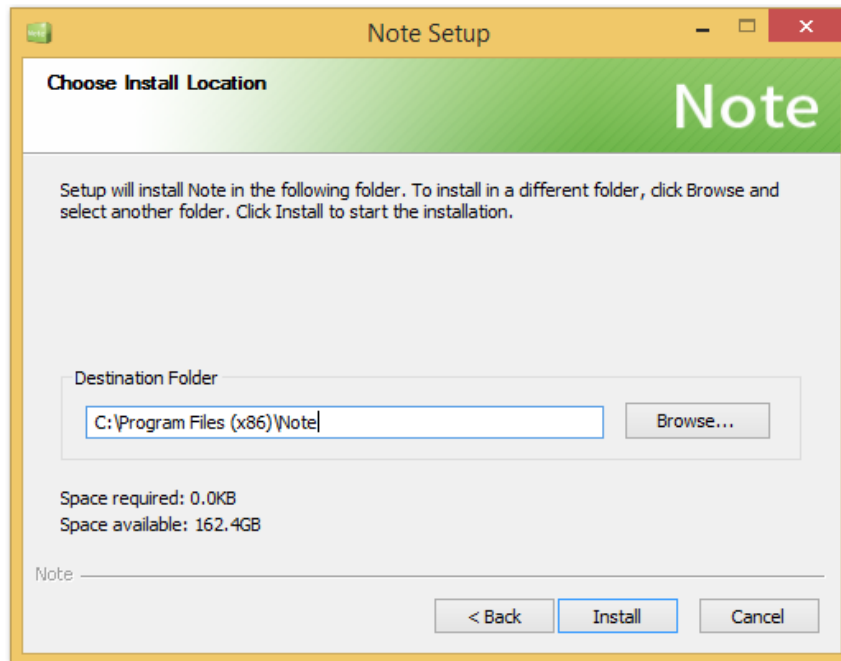 Note Setup
Choose Install Location
Note
Setup will install Note in the following folder. To install in a different folder, click Browse and
select another folder. Click Install to start the installation.
Destination Folder
C:\Program Files (x86)\Note
Browse...
Space required: 0.0KB
Space available: 162.4GB
Note
< Back
Install
Cancel